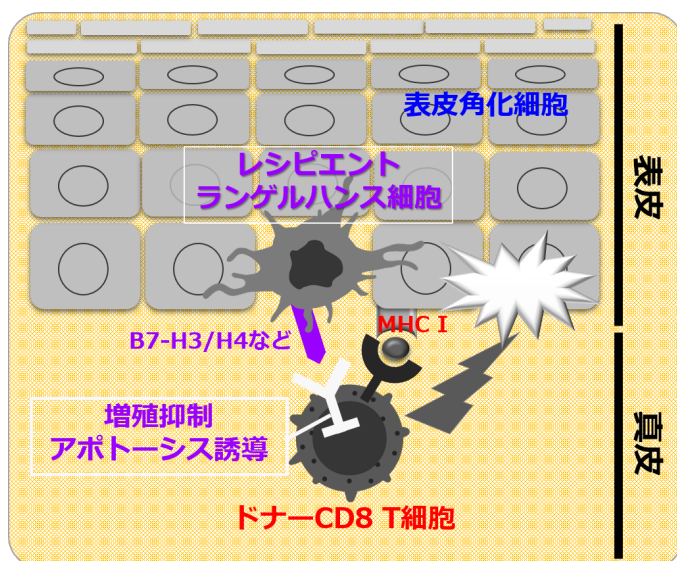 表皮角化細胞
レシピエント
ランゲルハンス細胞
表皮
MHC I
B7-H3/H4など
増殖抑制
アポトーシス誘導
真皮
ドナーCD8 T細胞